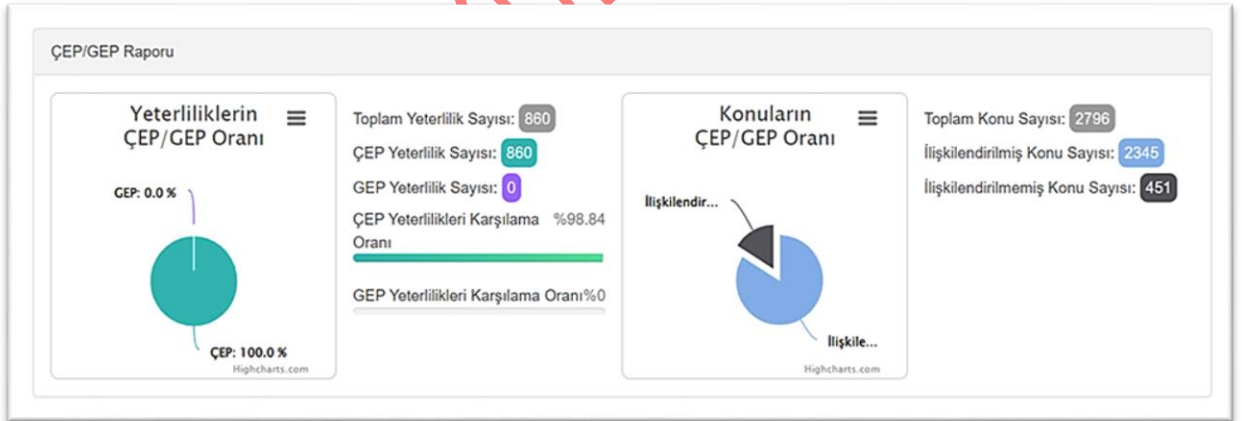 ÇEP/GEP Raporu
Yeterliliklerin
ÇEP/GEP Oranı
GEP: 0.0 %
ÇEP: 100.0 %
Highcharts.com
Toplam Yeterlilik Sayısı: 860
ÇEP Yeterlilik Sayısı: 860
GEP Yeterlilik Sayısı: 0
ÇEP Yeterlilikleri Karşılama %98.84
Oranı
GEP Yeterlilikleri Karşılama Oranı%0
Konuların
ÇEP/GEP Oranı
İlişkilendir...
İlişkile...
Highcharts.com
Toplam Konu Sayısı: 2796
İlişkilendirilmiş Konu Sayısı: 2345
İlişkilendirilmemiş Konu Sayısı: 451